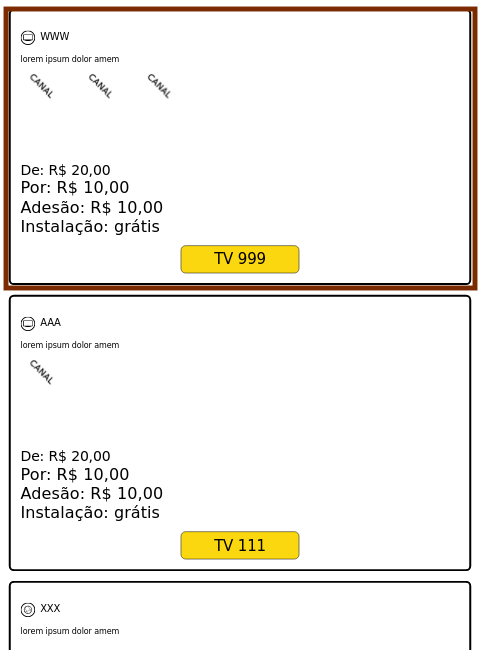 WWW
lorem ipsum dolor amem
CANAL CANAL CANAL
De: R$ 20,00
Por: R$ 10,00
Adesão: R$ 10,00
Instalação: grátis
TV 999
AAA
lorem ipsum dolor amem
CANAL
De: R$ 20,00
Por: R$ 10,00
Adesão: R$ 10,00
Instalação: grátis
TV 111
XXX
lorem ipsum dolor amem